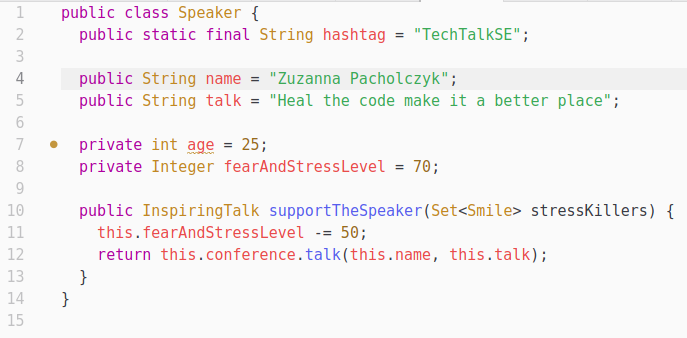 1 public class Speaker {
2 public static final String hashtag = "TechTalkSE";
3
4 public String name = "Zuzanna Pacholczyk";
5 public String talk = "Heal the code make it a better place";
6
7 private int age = 25;
8 private Integer fearAndStressLevel = 70;
9
10 public InspiringTalk supportTheSpeaker(Set<Smile> stressKillers) {
11 this.fearAndStressLevel -= 50;
12 return this.conference.talk(this.name, this.talk);
13 }
14 }
15